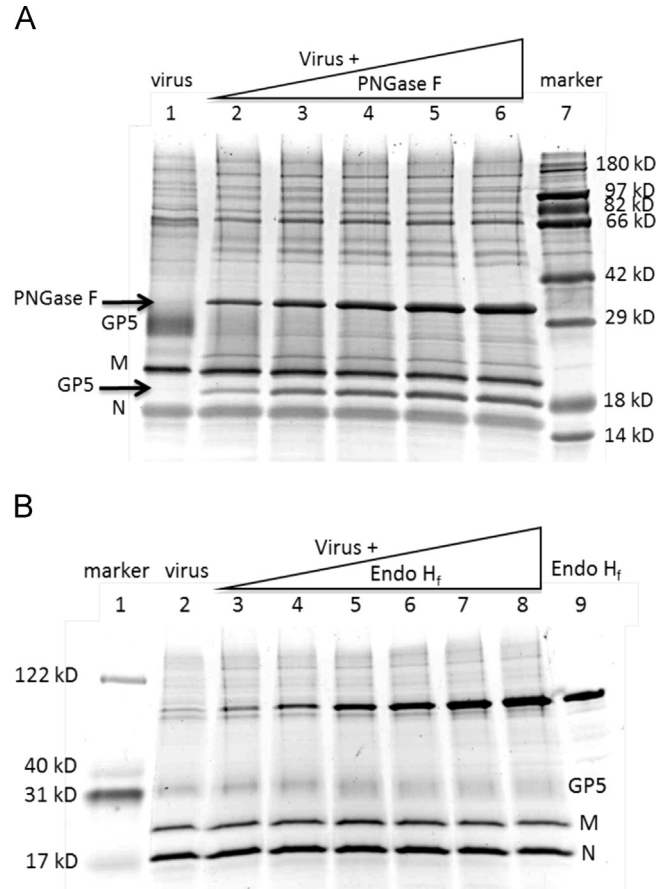 A
Virus +
virus PNGase F marker
1 2 3 4 5 6 7
180 kD
97 kD
82 kD
66 kD
42 kD
PNGase F
GP5
29 kD
M
GP5
18 kD
N
14 kD
B
Virus +
marker virus Endo Hf Endo Hf
1 2 3 4 5 6 7 8 9
122 kD
40 kD
GP5
31 kD
M
N
17 kD